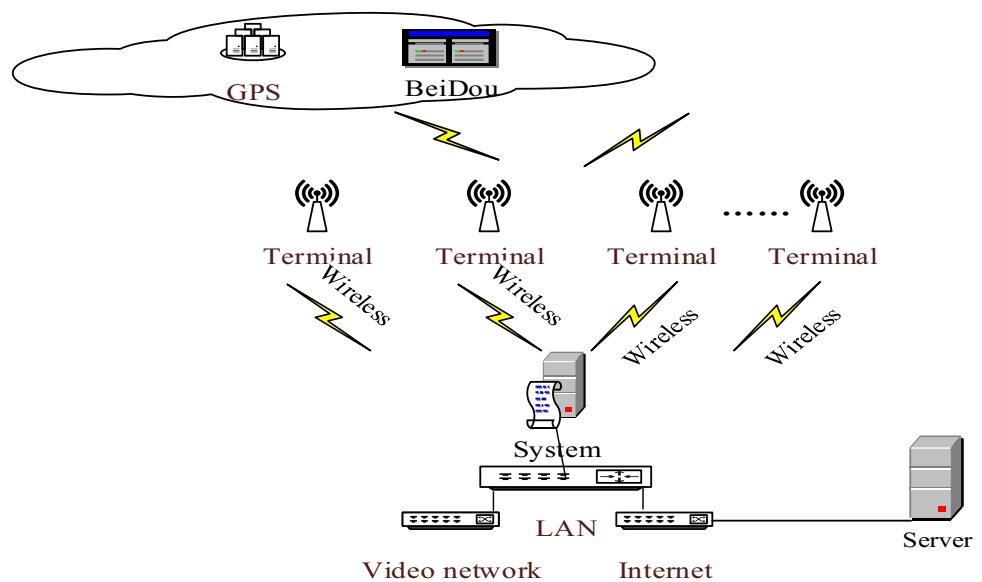 GPS
BeiDou
Terminal
Terminal
Terminal
......
Terminal
Wireless
Wireless
Wireless
Wireless
System
LAN
Video network
Internet
Server